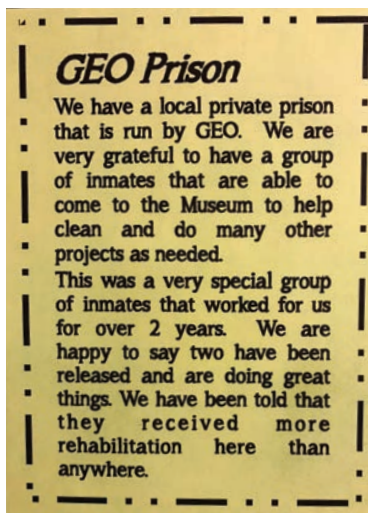 GEO Prison
We have a local private prison
that is run by GEO. We are
very grateful to have a group
of inmates that are able to
come to the Museum to help
clean and do many other
projects as needed.
This was a very special group
of inmates that worked for us
for over 2 years. We are
happy to say two have been
released and are doing great
things. We have been told that
they received more
rehabilitation here than
anywhere.